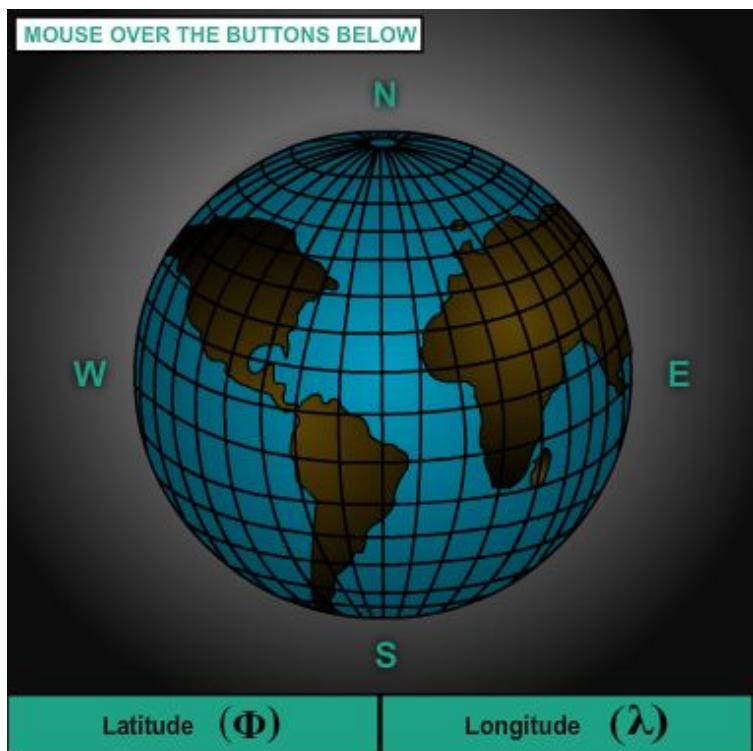 MOUSE OVER THE BUTTONS BELOW
N
W
E
S
Latitude (Φ)
Longitude (λ)